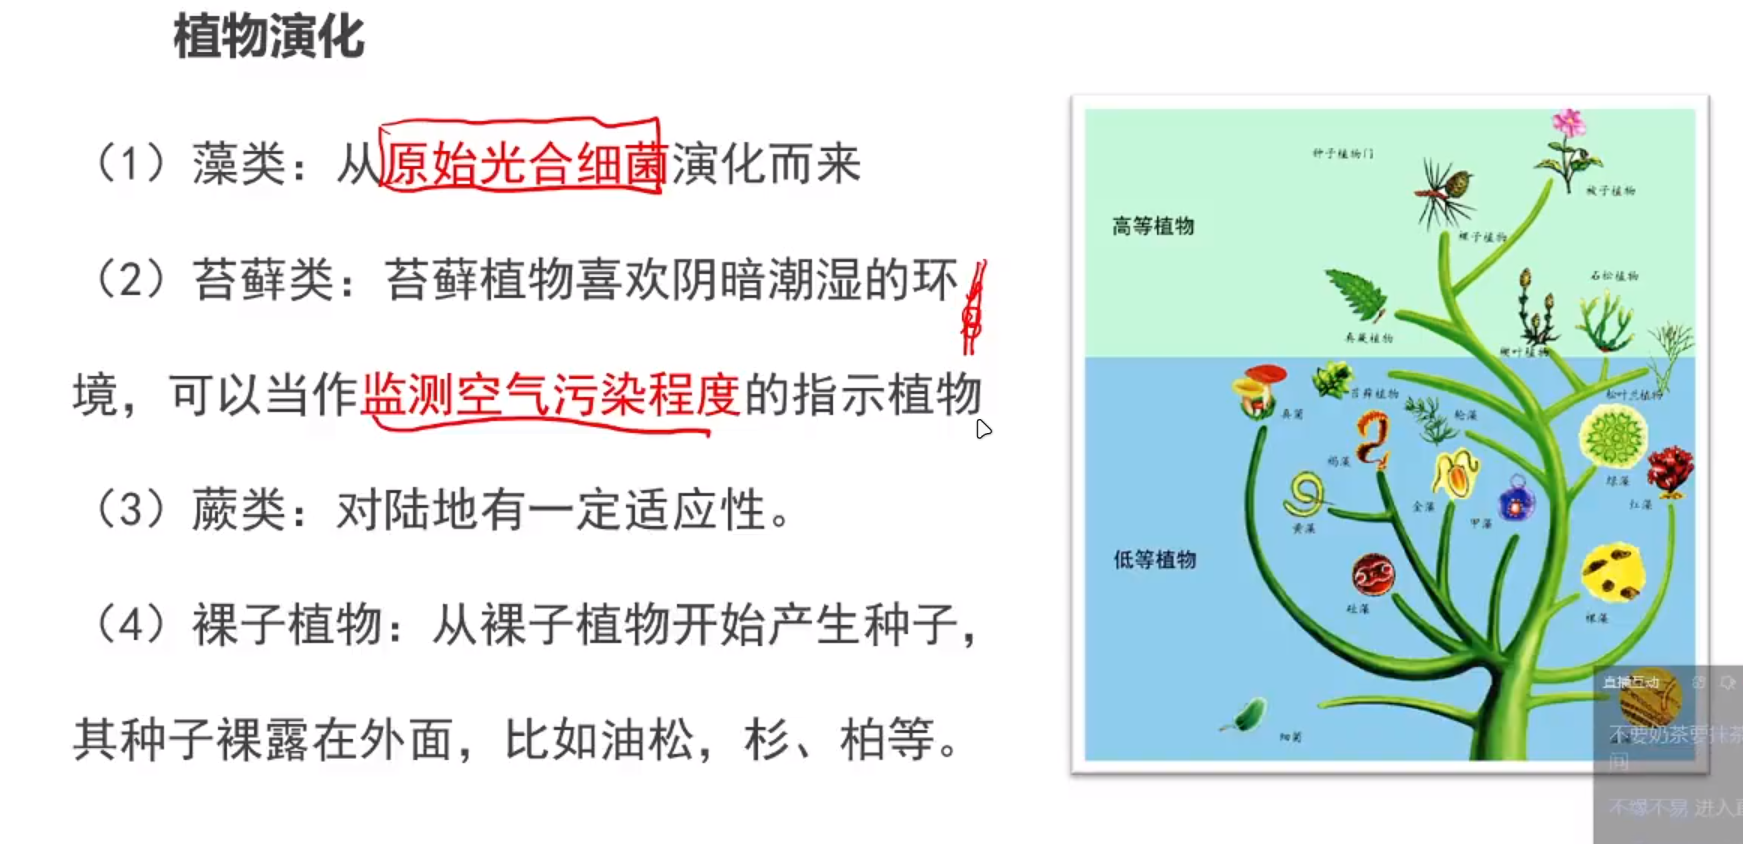 植物演化
（1）藻类：从原始光合细菌演化而来
（2）苔藓类：苔藓植物喜欢阴暗潮湿的环
境，可以当作监测空气污染程度的指示植物
（3）蕨类：对陆地有一定适应性。
（4）裸子植物：从裸子植物开始产生种子，
其种子裸露在外面，比如油松，杉、柏等。
种子植物门
被子植物
高等植物
裸子植物
石松植物
真蕨植物
楔叶植物
苔藓植物
松叶兰植物
真菌
轮藻
褐藻
绿藻
红藻
金藻
甲藻
黄藻
低等植物
硅藻
裸藻
细菌
直播互动
不要奶茶要抹茶
间
不缘不易 进入直